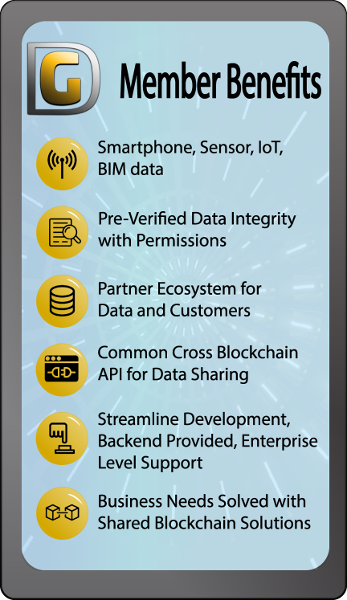 DG
Member Benefits
Smartphone, Sensor, IoT,
BIM data
Pre-Verified Data Integrity
with Permissions
Partner Ecosystem for
Data and Customers
Common Cross Blockchain
API for Data Sharing
Streamline Development,
Backend Provided, Enterprise
Level Support
Business Needs Solved with
Shared Blockchain Solutions